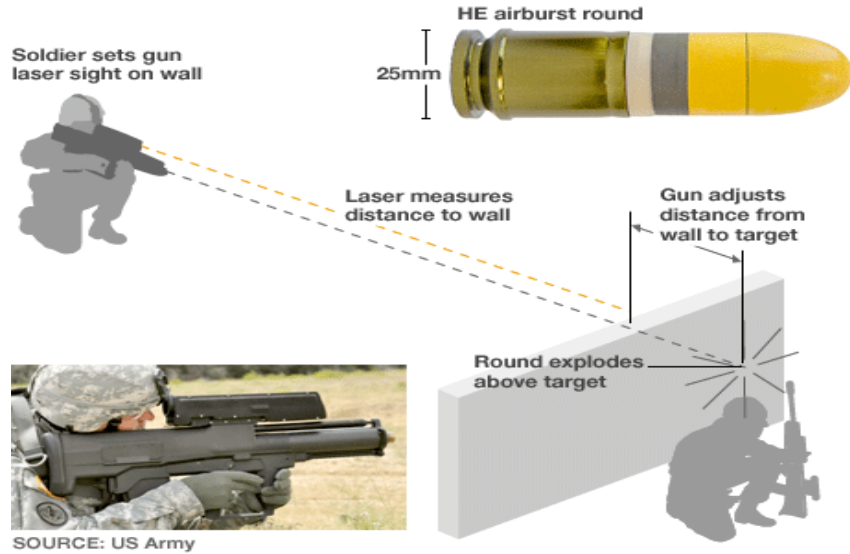 HE airburst round
Soldier sets gun
laser sight on wall
25mm
Laser measures
distance to wall
Gun adjusts
distance from
wall to target
Round explodes
above target
SOURCE: US Army